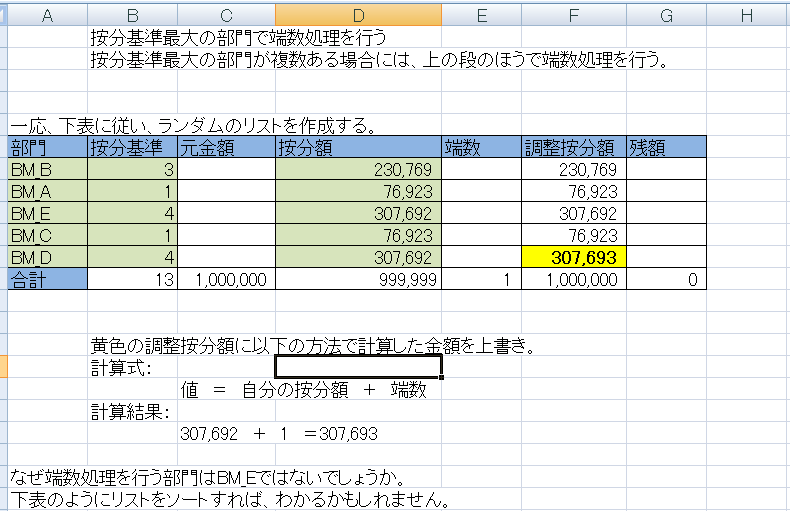 A B C D E F G H
按分基準最大の部門で端数処理を行う
按分基準最大の部門が複数ある場合には、上の段のほうで端数処理を行う。
一応、下表に従い、ランダムのリストを作成する。
部門 按分基準 元金額 按分額 端数 調整按分額 残額
BM_B 3 230,769 230,769
BM_A 1 76,923 76,923
BM_E 4 307,692 307,692
BM_C 1 76,923 76,923
BM_D 4 307,692 307,693
合計 13 1,000,000 999,999 1 1,000,000 0
黄色の調整按分額に以下の方法で計算した金額を上書き。
計算式：
値 ＝ 自分の按分額 ＋ 端数
計算結果：
307,692 ＋ 1 ＝307,693
なぜ端数処理を行う部門はBM_Eではないでしょうか。
下表のようにリストをソートすれば、わかるかもしれません。